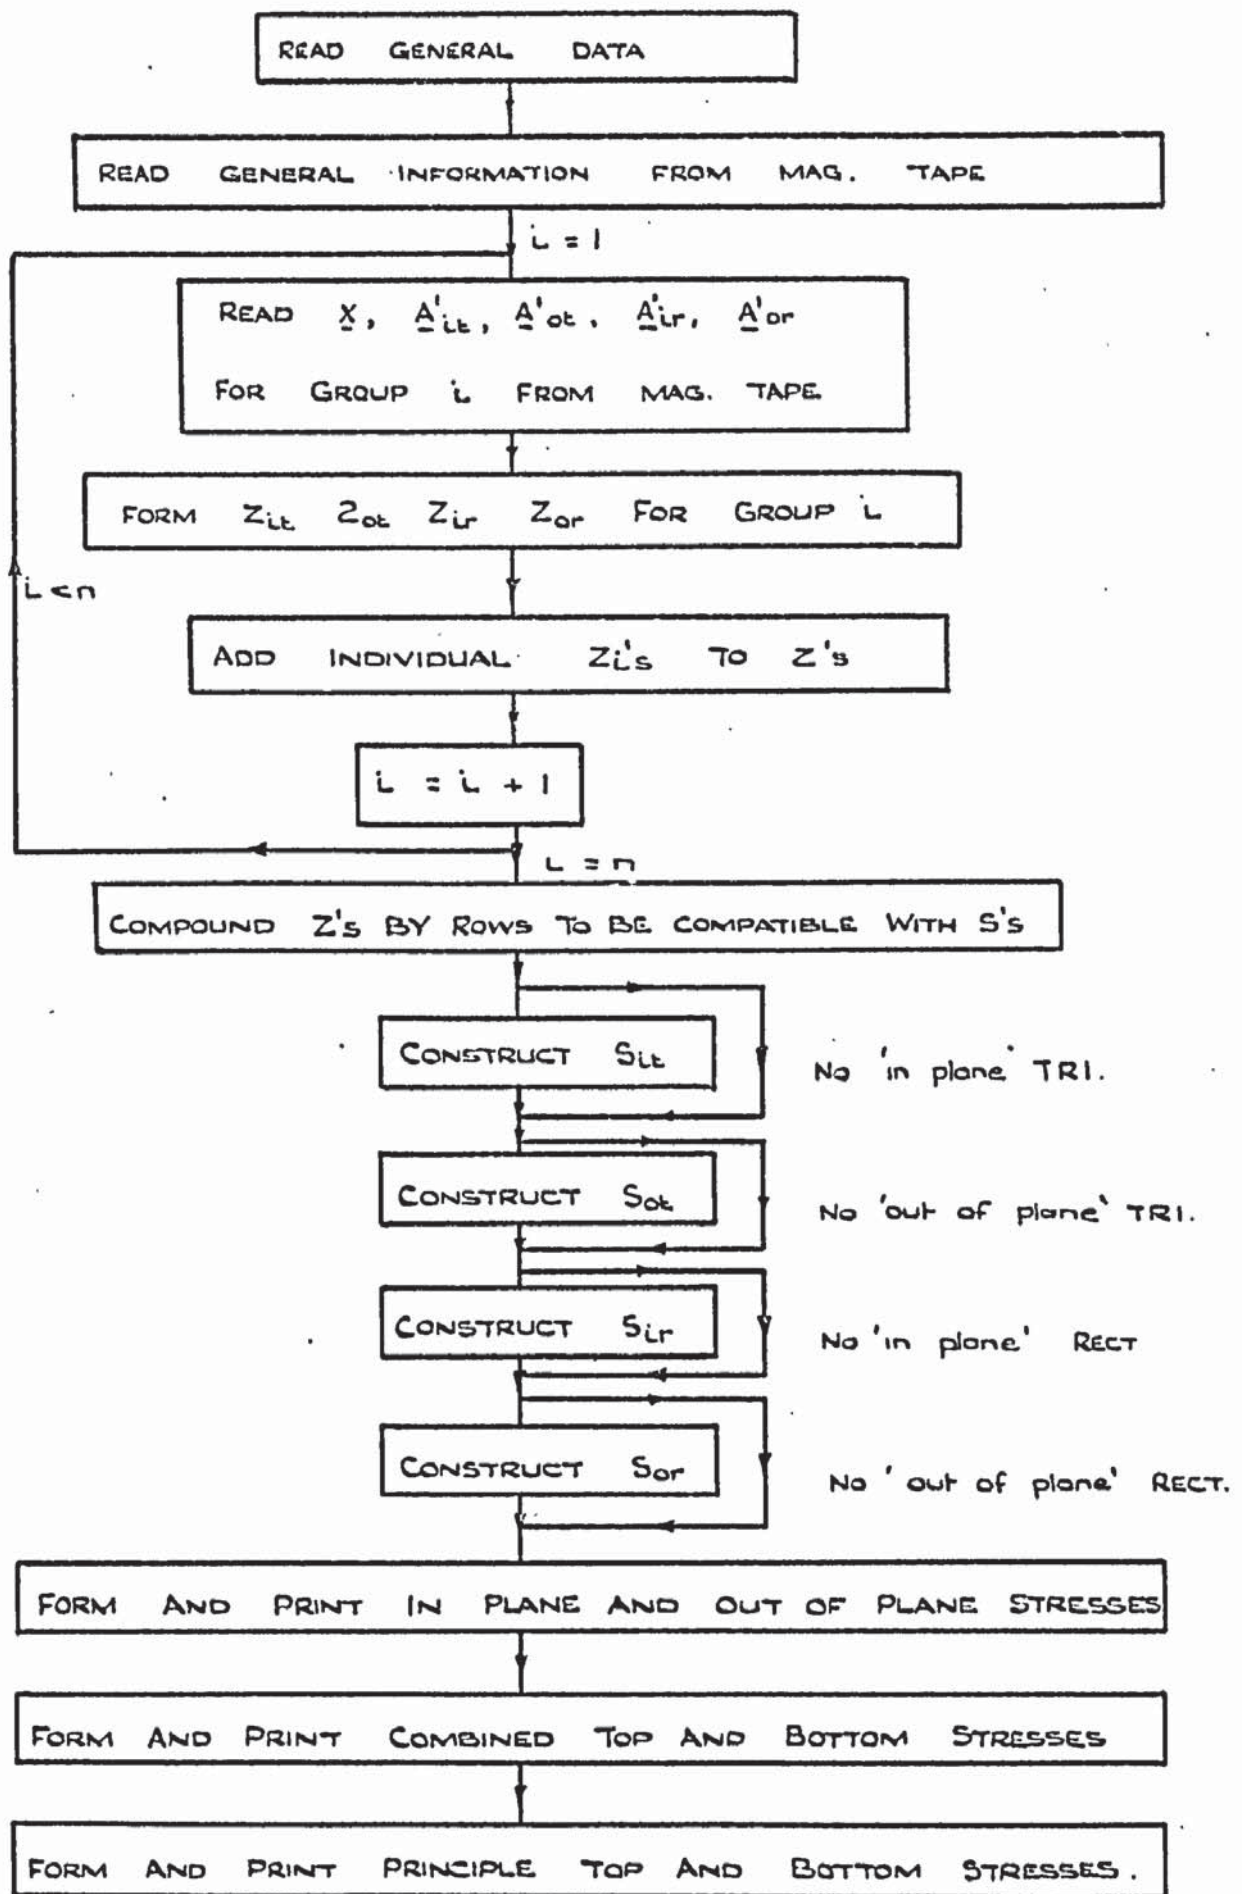 READ GENERAL DATA
READ GENERAL INFORMATION FROM MAG. TAPE
i = 1
READ X, A'it, A'ot, A'ir, A'or
FOR GROUP i FROM MAG. TAPE
FORM Zit Zot Zir Zor FOR GROUP i
i < n
ADD INDIVIDUAL Zi's TO Z's
i = i + 1
i = n
COMPOUND Z's BY ROWS TO BE COMPATIBLE WITH S's
CONSTRUCT Sit
No 'in plane' TRI.
CONSTRUCT Sot
No 'out of plane' TRI.
CONSTRUCT Sir
No 'in plane' RECT
CONSTRUCT Sor
No 'out of plane' RECT.
FORM AND PRINT IN PLANE AND OUT OF PLANE STRESSES
FORM AND PRINT COMBINED TOP AND BOTTOM STRESSES
FORM AND PRINT PRINCIPLE TOP AND BOTTOM STRESSES.